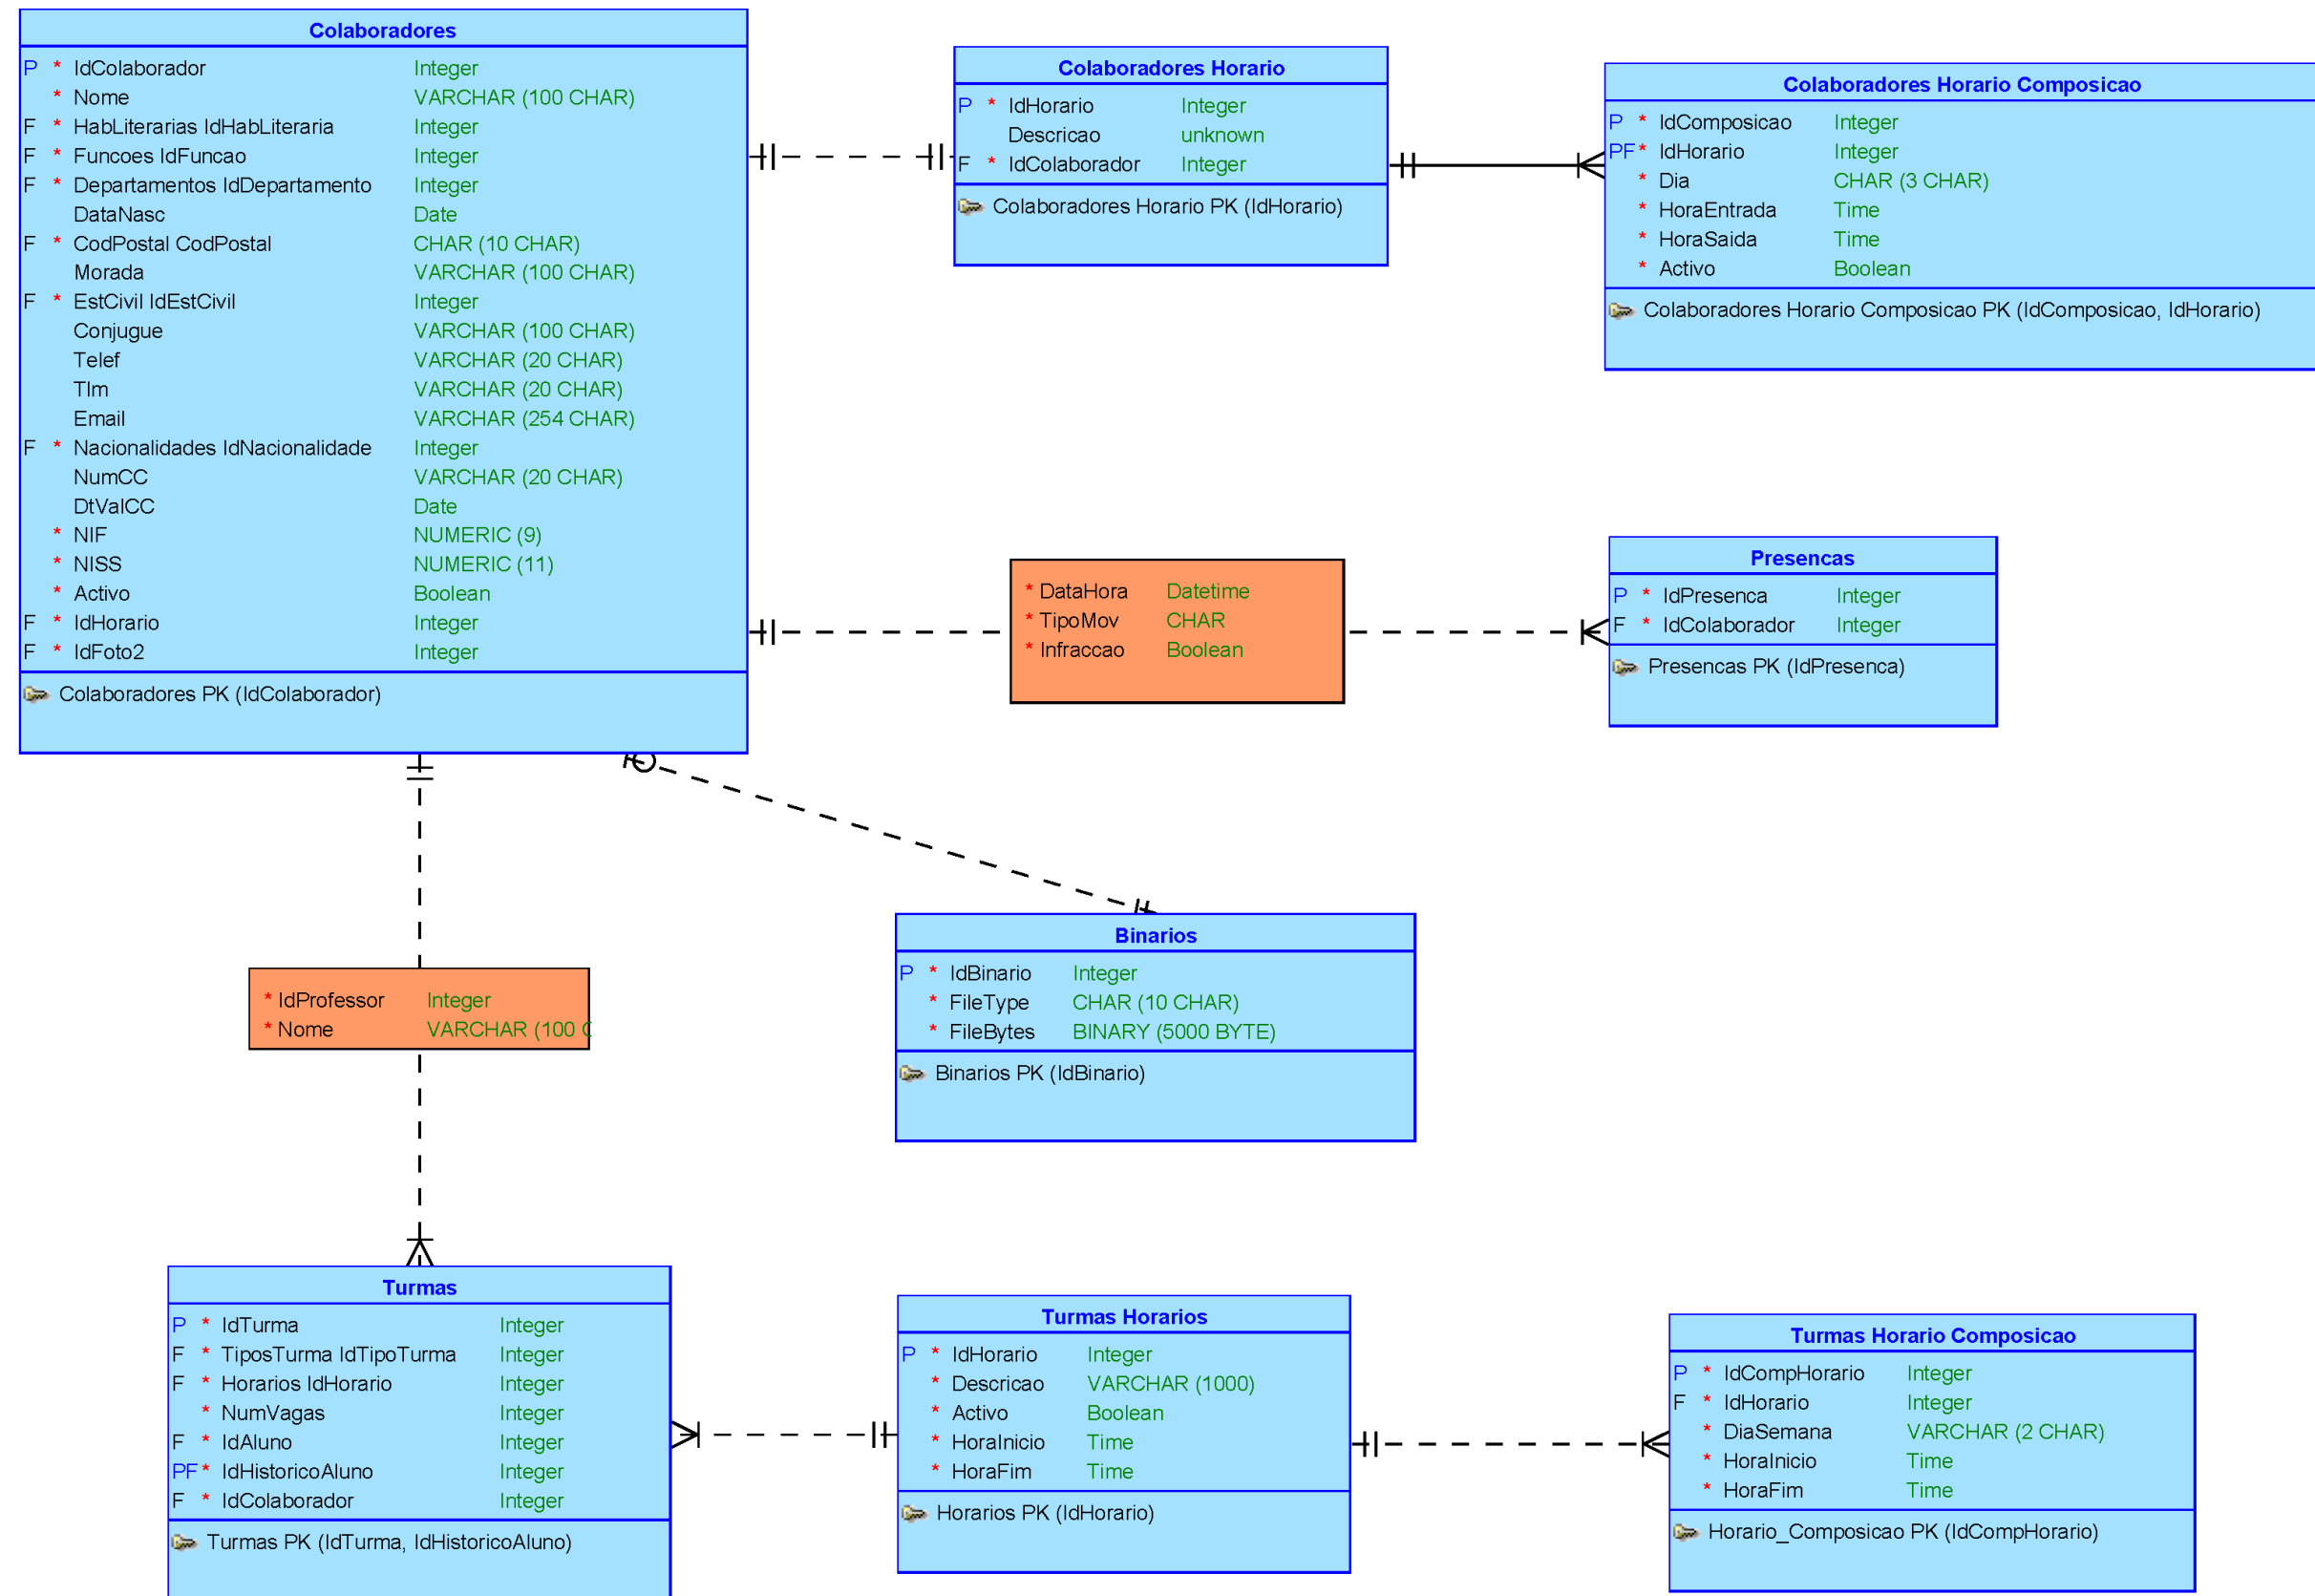 Colaboradores
P * IdColaborador Integer
* Nome VARCHAR (100 CHAR)
F * HabLiterarias IdHabLiteraria Integer
F * Funcoes IdFuncao Integer
F * Departamentos IdDepartamento Integer
DataNasc Date
F * CodPostal CodPostal CHAR (10 CHAR)
Morada VARCHAR (100 CHAR)
F * EstCivil IdEstCivil Integer
Conjugue VARCHAR (100 CHAR)
Telef VARCHAR (20 CHAR)
Tlm VARCHAR (20 CHAR)
Email VARCHAR (254 CHAR)
F * Nacionalidades IdNacionalidade Integer
NumCC VARCHAR (20 CHAR)
DtValCC Date
* NIF NUMERIC (9)
* NISS NUMERIC (11)
* Activo Boolean
F * IdHorario Integer
F * IdFoto2 Integer
Colaboradores PK (IdColaborador)
Colaboradores Horario
P * IdHorario Integer
Descricao unknown
F * IdColaborador Integer
Colaboradores Horario PK (IdHorario)
Colaboradores Horario Composicao
P * IdComposicao Integer
PF * IdHorario Integer
* Dia CHAR (3 CHAR)
* HoraEntrada Time
* HoraSaida Time
* Activo Boolean
Colaboradores Horario Composicao PK (IdComposicao, IdHorario)
* DataHora Datetime
* TipoMov CHAR
* Infraccao Boolean
Presencas
P * IdPresenca Integer
F * IdColaborador Integer
Presencas PK (IdPresenca)
Binarios
P * IdBinario Integer
* FileType CHAR (10 CHAR)
* FileBytes BINARY (5000 BYTE)
Binarios PK (IdBinario)
* IdProfessor Integer
* Nome VARCHAR (100
Turmas
P * IdTurma Integer
F * TiposTurma IdTipoTurma Integer
F * Horarios IdHorario Integer
* NumVagas Integer
F * IdAluno Integer
PF * IdHistoricoAluno Integer
F * IdColaborador Integer
Turmas PK (IdTurma, IdHistoricoAluno)
Turmas Horarios
P * IdHorario Integer
* Descricao VARCHAR (1000)
* Activo Boolean
* HoraInicio Time
* HoraFim Time
Horarios PK (IdHorario)
Turmas Horario Composicao
P * IdCompHorario Integer
F * IdHorario Integer
* DiaSemana VARCHAR (2 CHAR)
* HoraInicio Time
* HoraFim Time
Horario_Composicao PK (IdCompHorario)